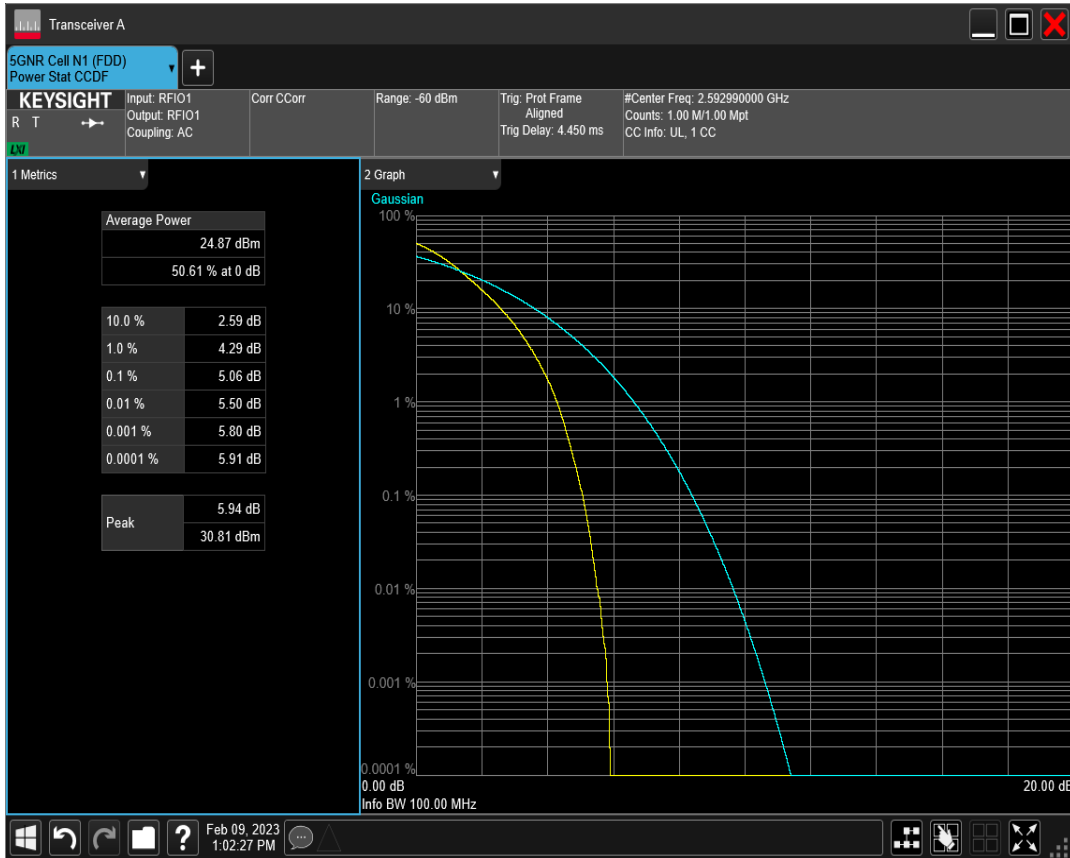 Transceiver A
5GNR Cell N1 (FDD)
Power Stat CCDF
+
KEYSIGHT
R T
LXI
Input: RFIO1
Output: RFIO1
Coupling: AC
Corr CCorr
Range: -60 dBm
Trig: Prot Frame
Aligned
Trig Delay: 4.450 ms
#Center Freq: 2.592990000 GHz
Counts: 1.00 M/1.00 Mpt
CC Info: UL, 1 CC
1 Metrics
Average Power
24.87 dBm
50.61 % at 0 dB
10.0 % 2.59 dB
1.0 % 4.29 dB
0.1 % 5.06 dB
0.01 % 5.50 dB
0.001 % 5.80 dB
0.0001 % 5.91 dB
Peak
5.94 dB
30.81 dBm
2 Graph
Gaussian
100 %
10 %
1 %
0.1 %
0.01 %
0.001 %
0.0001 %
0.00 dB
20.00 dB
Info BW 100.00 MHz
?
Feb 09, 2023
1:02:27 PM